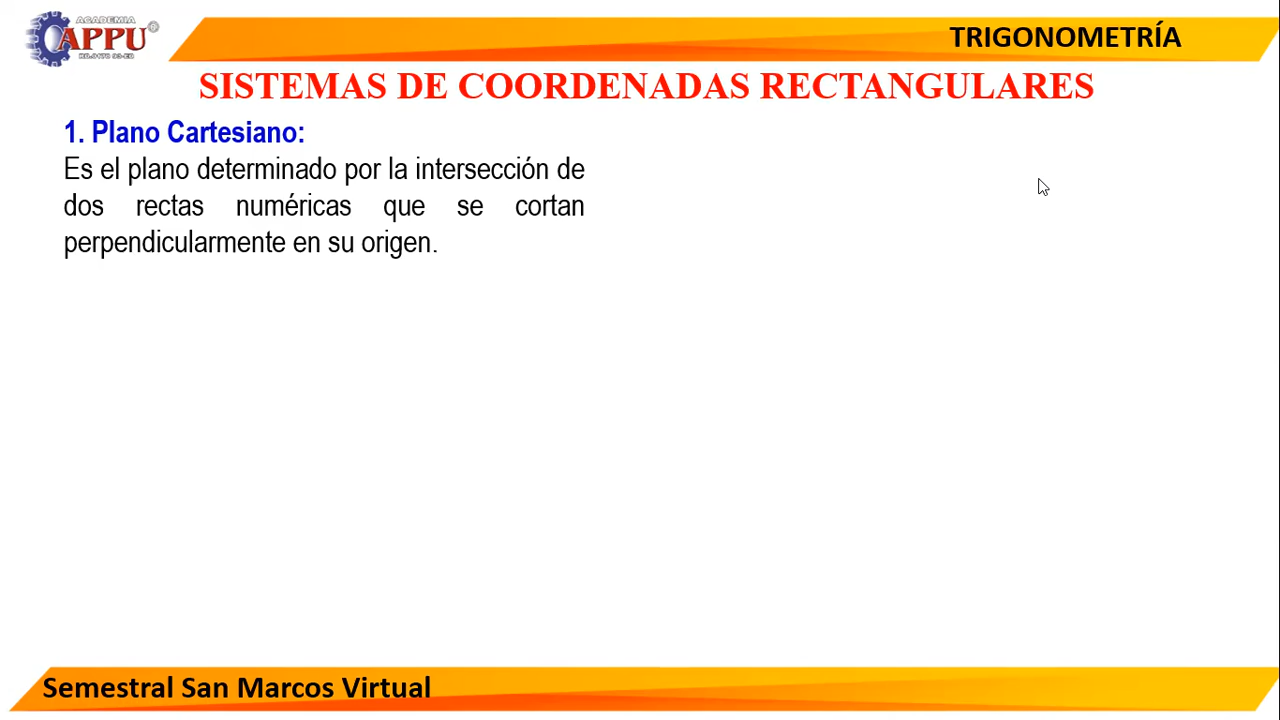 ACADEMIA
APPU
TRIGONOMETRÍA
SISTEMAS DE COORDENADAS RECTANGULARES
1. Plano Cartesiano:
Es el plano determinado por la intersección de
dos rectas numéricas que se cortan
perpendicularmente en su origen.
Semestral San Marcos Virtual